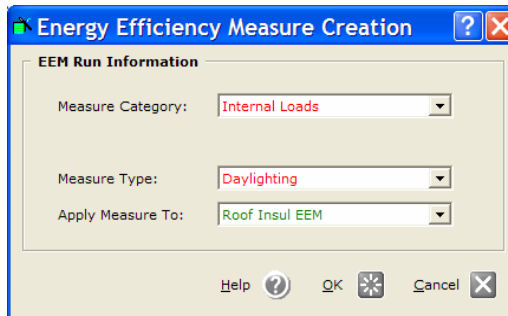 Energy Efficiency Measure Creation
EEM Run Information
Measure Category: Internal Loads
Measure Type: Daylighting
Apply Measure To: Roof Insul EEM
Help ? OK Cancel